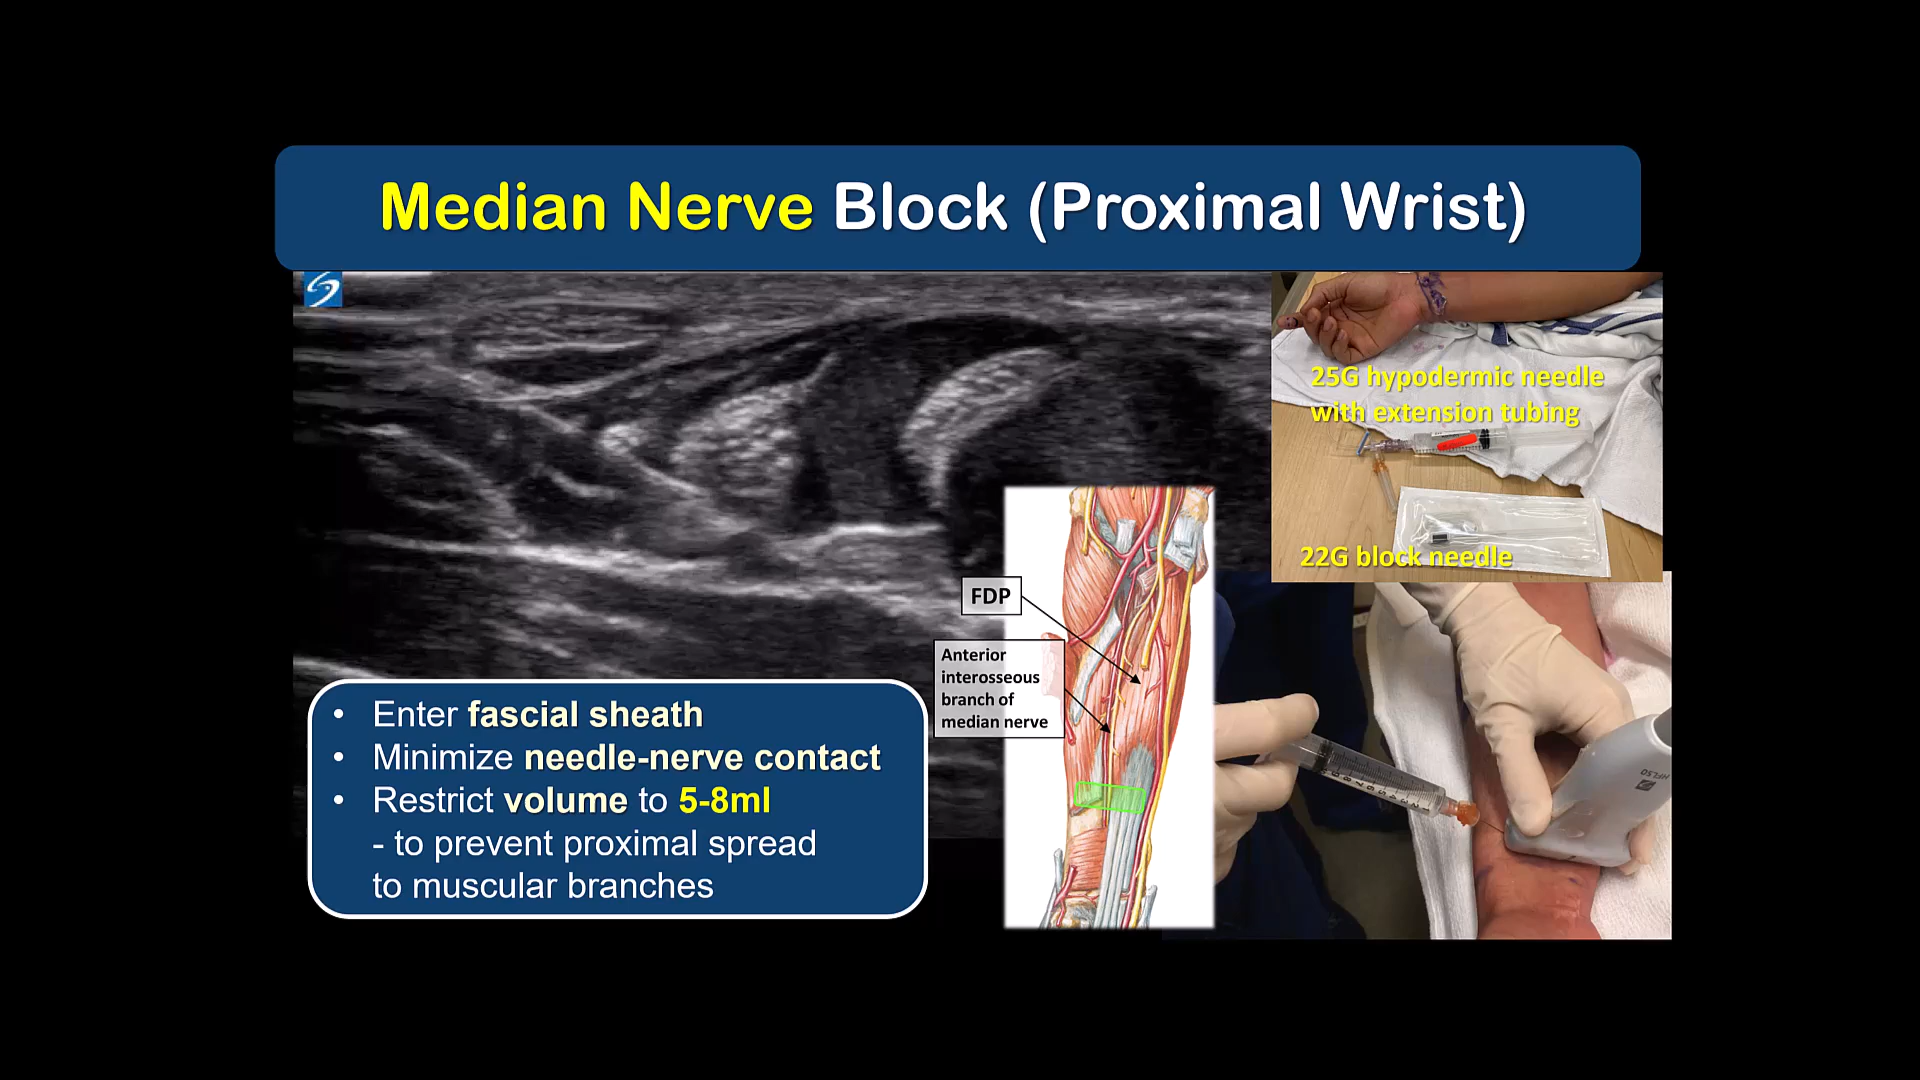 Median Nerve Block (Proximal Wrist)
25G hypodermic needle
with extension tubing
22G block needle
FDP
Anterior
interosseous
branch of
median nerve
• Enter fascial sheath
• Minimize needle-nerve contact
• Restrict volume to 5-8ml
- to prevent proximal spread
to muscular branches
HFL50